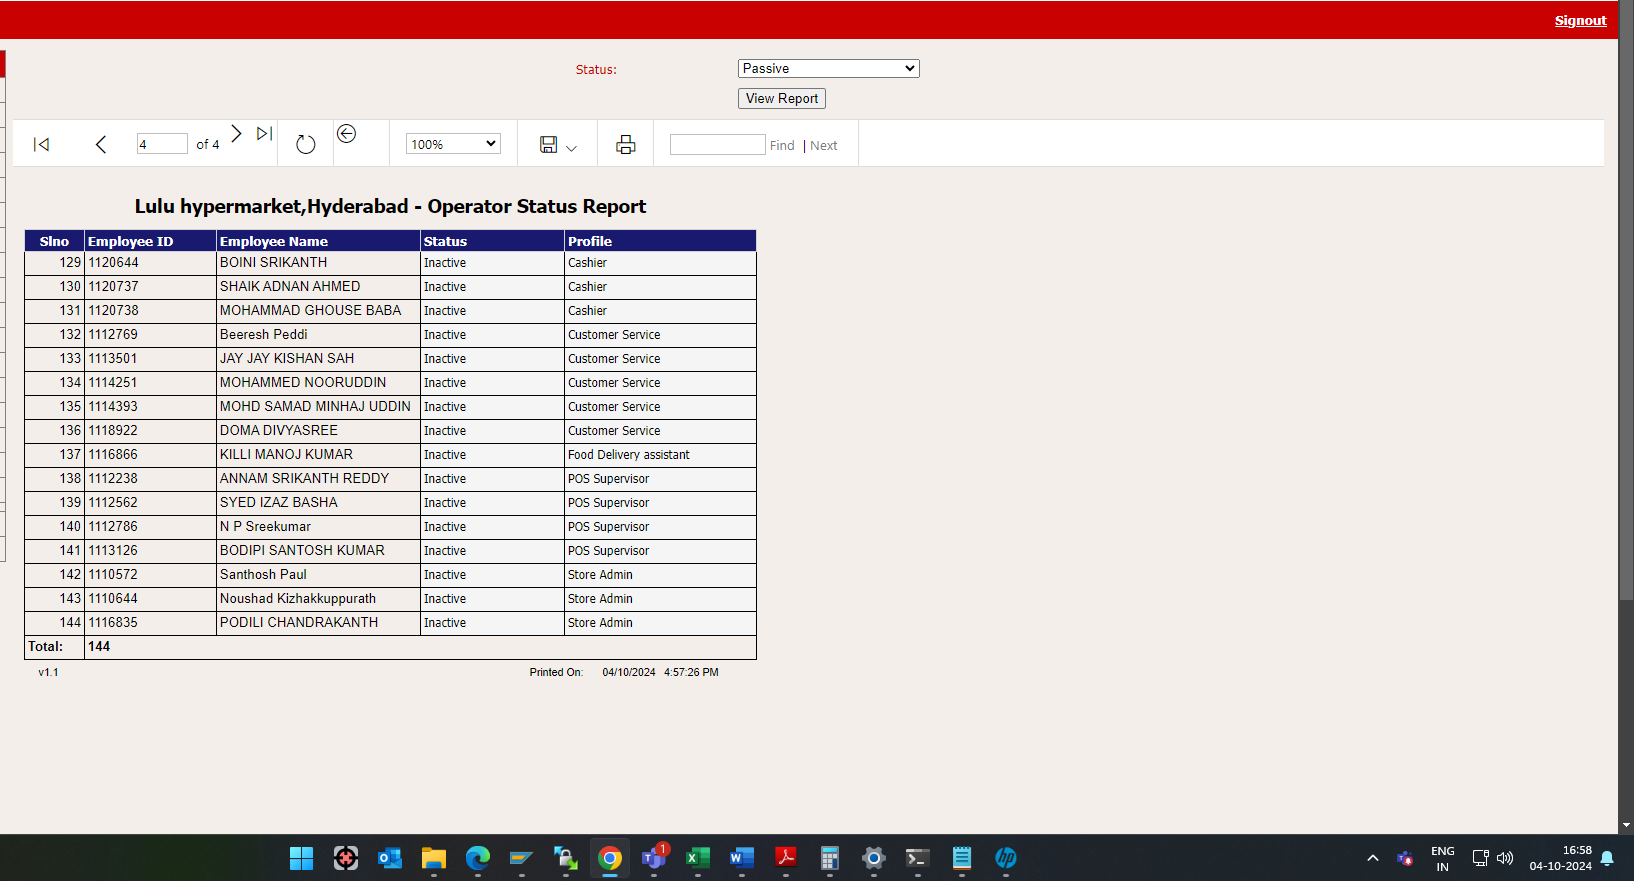 Signout
Status: Passive
View Report
4 of 4 100% Find | Next
Lulu hypermarket,Hyderabad - Operator Status Report
Slno Employee ID Employee Name Status Profile
129 1120644 BOINI SRIKANTH Inactive Cashier
130 1120737 SHAIK ADNAN AHMED Inactive Cashier
131 1120738 MOHAMMAD GHOUSE BABA Inactive Cashier
132 1112769 Beeresh Peddi Inactive Customer Service
133 1113501 JAY JAY KISHAN SAH Inactive Customer Service
134 1114251 MOHAMMED NOORUDDIN Inactive Customer Service
135 1114393 MOHD SAMAD MINHAJ UDDIN Inactive Customer Service
136 1118922 DOMA DIVYASREE Inactive Customer Service
137 1116866 KILLI MANOJ KUMAR Inactive Food Delivery assistant
138 1112238 ANNAM SRIKANTH REDDY Inactive POS Supervisor
139 1112562 SYED IZAZ BASHA Inactive POS Supervisor
140 1112786 N P Sreekumar Inactive POS Supervisor
141 1113126 BODIPI SANTOSH KUMAR Inactive POS Supervisor
142 1110572 Santhosh Paul Inactive Store Admin
143 1110644 Noushad Kizhakkuppurath Inactive Store Admin
144 1116835 PODILI CHANDRAKANTH Inactive Store Admin
Total: 144
v1.1 Printed On: 04/10/2024 4:57:26 PM
1
ENG 16:58
IN 04-10-2024